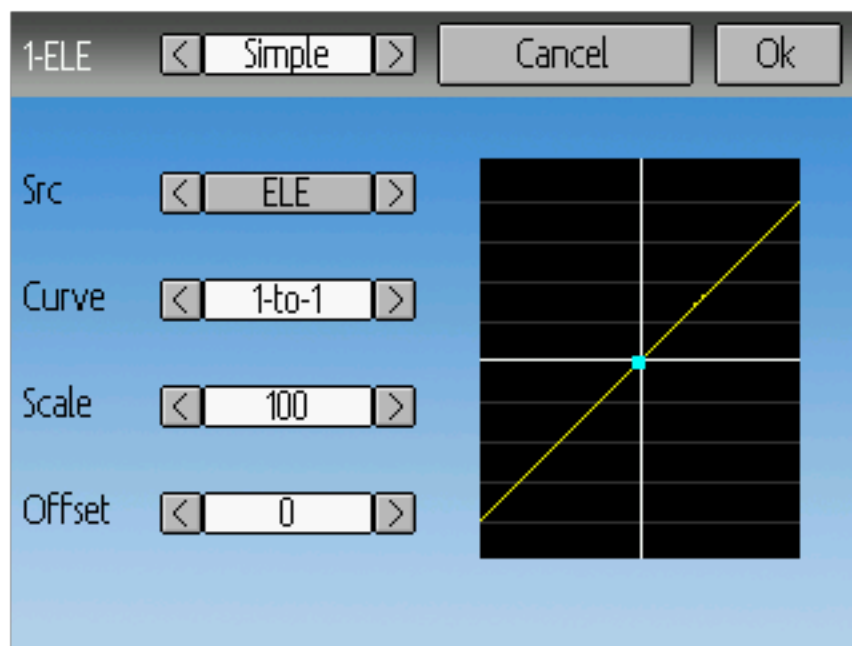 1-ELE < Simple > Cancel Ok
Src < ELE >
Curve < 1-to-1 >
Scale < 100 >
Offset < 0 >